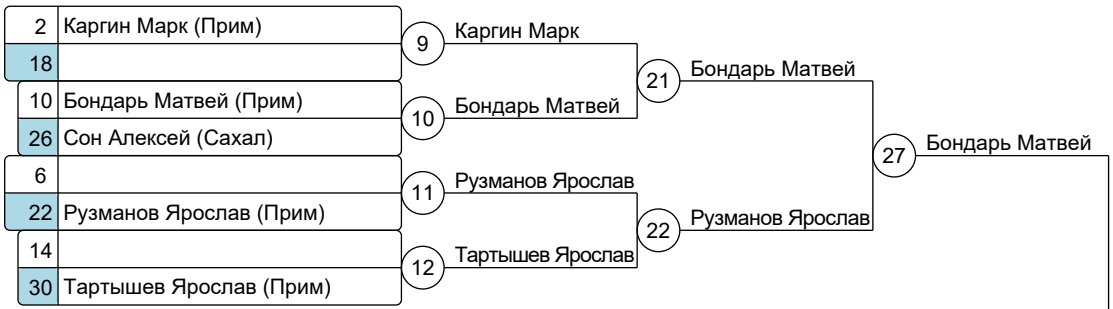 2 Каргин Марк (Прим)
18
10 Бондарь Матвей (Прим)
26 Сон Алексей (Сахал)
6
22 Рузманов Ярослав (Прим)
14
30 Тартышев Ярослав (Прим)
9 Каргин Марк
10 Бондарь Матвей
11 Рузманов Ярослав
12 Тартышев Ярослав
21 Бондарь Матвей
22 Рузманов Ярослав
27 Бондарь Матвей